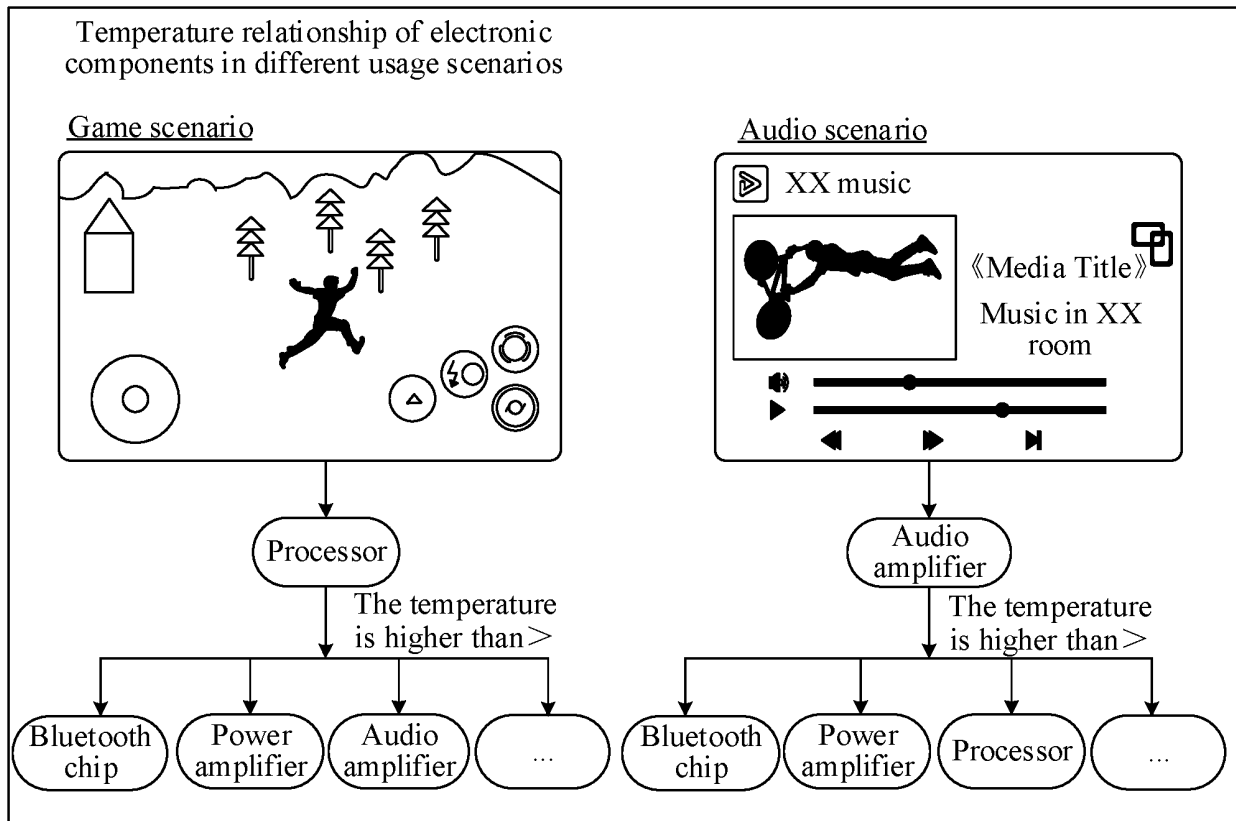 Temperature relationship of electronic
components in different usage scenarios
Game scenario
Processor
The temperature
is higher than＞
Bluetooth
chip
Power
amplifier
Audio
amplifier
...
Audio scenario
XX music
《Media Title》
Music in XX
room
Audio
amplifier
The temperature
is higher than＞
Bluetooth
chip
Power
amplifier
Processor
...